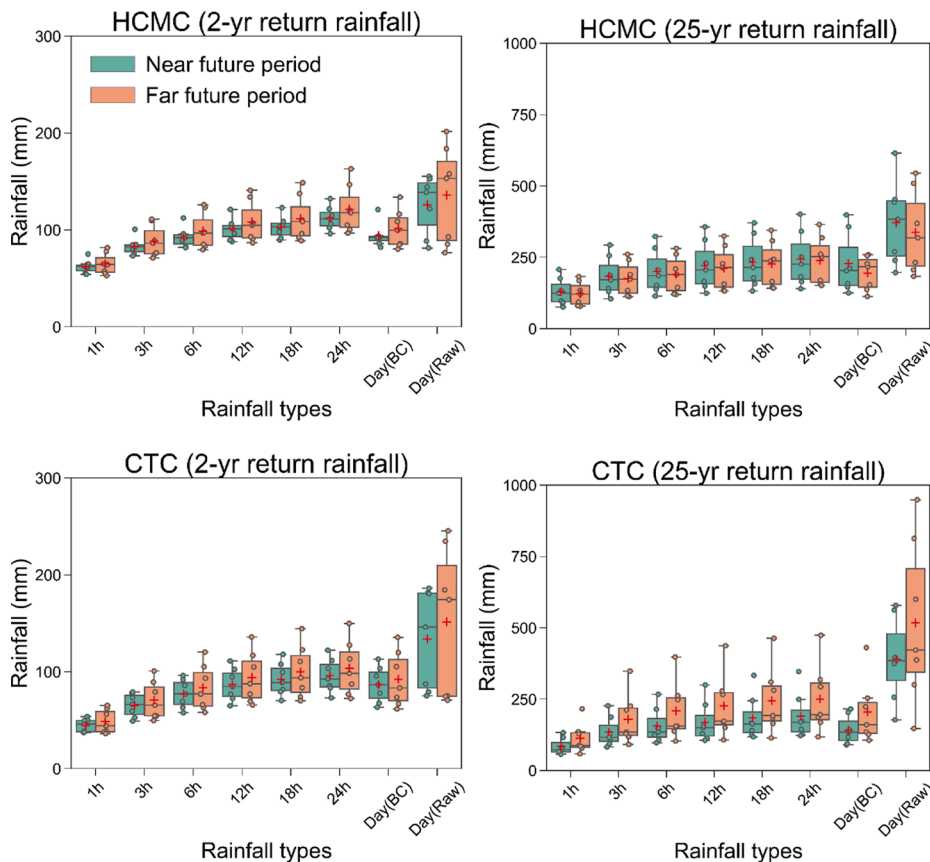 HCMC (2-yr return rainfall)
300
200
100
0
Rainfall (mm)
Near future period
Far future period
1h
3h
6h
12h
18h
24h
Day(BC)
Day(Raw)
Rainfall types
HCMC (25-yr return rainfall)
1000
750
500
250
0
Rainfall (mm)
1h
3h
6h
12h
18h
24h
Day(BC)
Day(Raw)
Rainfall types
CTC (2-yr return rainfall)
300
200
100
0
Rainfall (mm)
1h
3h
6h
12h
18h
24h
Day(BC)
Day(Raw)
Rainfall types
CTC (25-yr return rainfall)
1000
750
500
250
0
Rainfall (mm)
1h
3h
6h
12h
18h
24h
Day(BC)
Day(Raw)
Rainfall types